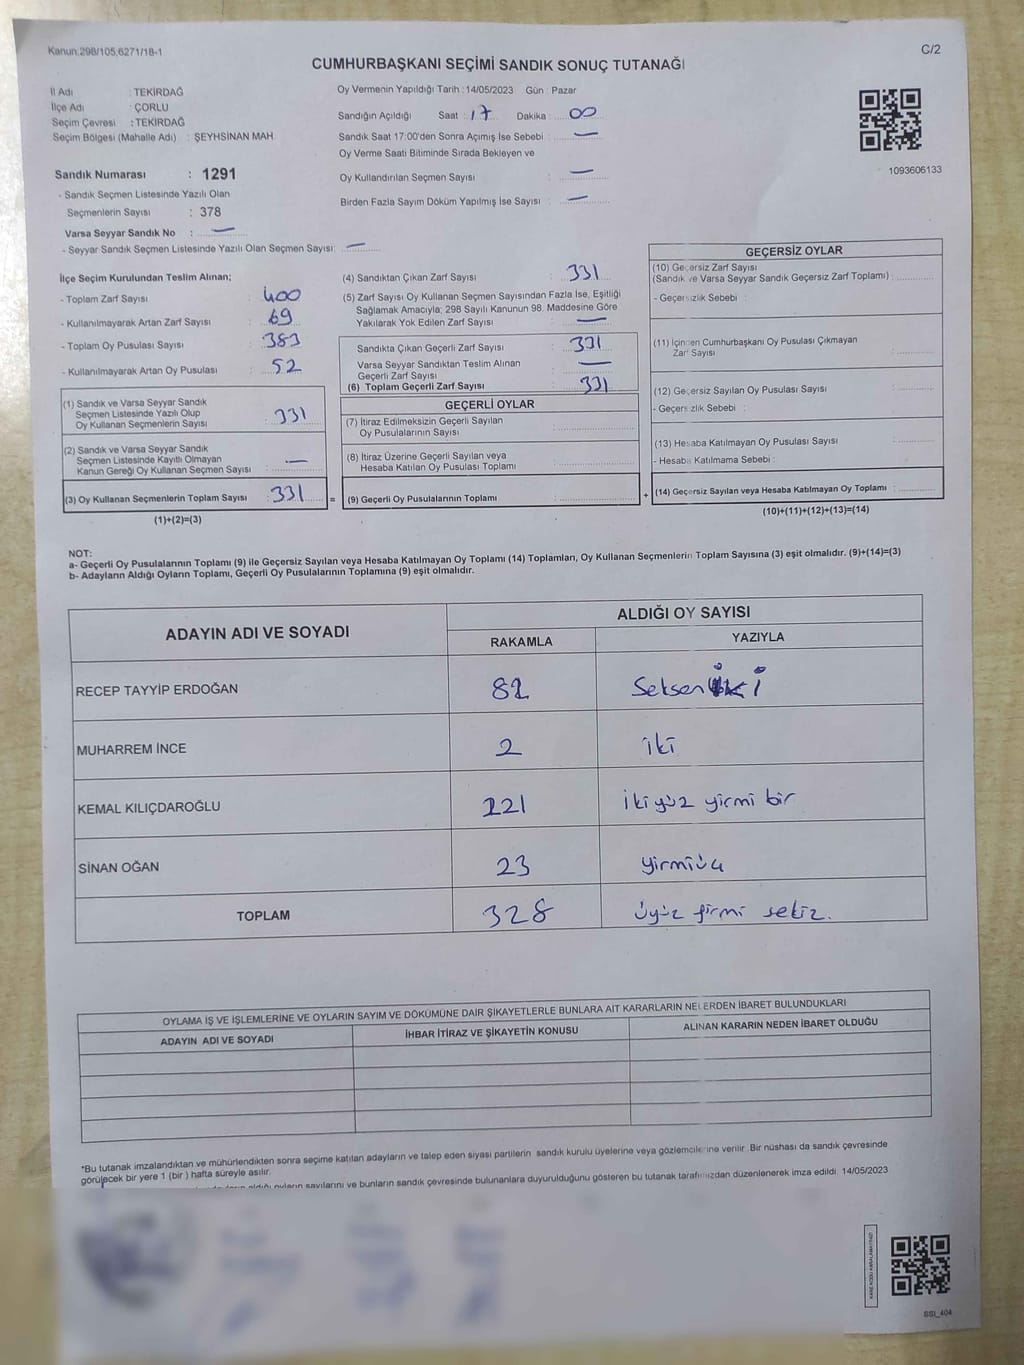 Kanun:298/105,6271/18-1
C/2
CUMHURBAŞKANI SEÇİMİ SANDIK SONUÇ TUTANAĞI
İl Adı : TEKİRDAĞ
İlçe Adı : ÇORLU
Seçim Çevresi : TEKİRDAĞ
Seçim Bölgesi (Mahalle Adı) : ŞEYHSİNAN MAH.
Oy Vermenin Yapıldığı Tarih :14/05/2023 Gün : Pazar
Sandığın Açıldığı Saat : 17 Dakika : 00
Sandık Saat 17:00'den Sonra Açımış İse Sebebi : —
Oy Verme Saati Bitiminde Sırada Bekleyen ve
Oy Kullandırılan Seçmen Sayısı : —
Birden Fazla Sayım Döküm Yapılmış İse Sayısı : —
1093606133
Sandık Numarası : 1291
- Sandık Seçmen Listesinde Yazılı Olan
Seçmenlerin Sayısı : 378
Varsa Seyyar Sandık No : —
- Seyyar Sandık Seçmen Listesinde Yazılı Olan Seçmen Sayısı: —
İlçe Seçim Kurulundan Teslim Alınan;
- Toplam Zarf Sayısı : 400
- Kullanılmayarak Artan Zarf Sayısı : 69
- Toplam Oy Pusulası Sayısı : 383
- Kullanılmayarak Artan Oy Pusulası : 52
(1) Sandık ve Varsa Seyyar Sandık
Seçmen Listesinde Yazılı Olup
Oy Kullanan Seçmenlerin Sayısı : 331
(2) Sandık ve Varsa Seyyar Sandık
Seçmen Listesinde Kayıtlı Olmayan
Kanun Gereği Oy Kullanan Seçmen Sayısı : —
(3) Oy Kullanan Seçmenlerin Toplam Sayısı : 331 =
(1)+(2)=(3)
(4) Sandıktan Çıkan Zarf Sayısı : 331
(5) Zarf Sayısı Oy Kullanan Seçmen Sayısından Fazla İse, Eşitliği
Sağlamak Amacıyla; 298 Sayılı Kanunun 98. Maddesine Göre
Yakılarak Yok Edilen Zarf Sayısı : —
Sandıkta Çıkan Geçerli Zarf Sayısı : 331
Varsa Seyyar Sandıktan Teslim Alınan
Geçerli Zarf Sayısı : —
(6) Toplam Geçerli Zarf Sayısı : 331
GEÇERLİ OYLAR
(7) İtiraz Edilmeksizin Geçerli Sayılan
Oy Pusulalarının Sayısı :
(8) İtiraz Üzerine Geçerli Sayılan veya
Hesaba Katılan Oy Pusulası Toplamı :
(9) Geçerli Oy Pusulalarının Toplamı : +
GEÇERSİZ OYLAR
(10) Geçersiz Zarf Sayısı
(Sandık ve Varsa Seyyar Sandık Geçersiz Zarf Toplamı) :
- Geçersizlik Sebebi :
(11) İçinden Cumhurbaşkanı Oy Pusulası Çıkmayan
Zarf Sayısı :
(12) Geçersiz Sayılan Oy Pusulası Sayısı :
- Geçersizlik Sebebi :
(13) Hesaba Katılmayan Oy Pusulası Sayısı :
- Hesaba Katılmama Sebebi :
(14) Geçersiz Sayılan veya Hesaba Katılmayan Oy Toplamı :
(10)+(11)+(12)+(13)=(14)
NOT:
a- Geçerli Oy Pusulalarının Toplamı (9) ile Geçersiz Sayılan veya Hesaba Katılmayan Oy Toplamı (14) Toplamları, Oy Kullanan Seçmenlerin Toplam Sayısına (3) eşit olmalıdır. (9)+(14)=(3)
b- Adayların Aldığı Oyların Toplamı, Geçerli Oy Pusulalarının Toplamına (9) eşit olmalıdır.
ADAYIN ADI VE SOYADI
ALDIĞI OY SAYISI
RAKAMLA YAZIYLA
RECEP TAYYİP ERDOĞAN 82 Seksen iki
MUHARREM İNCE 2 iki
KEMAL KILIÇDAROĞLU 221 İkiyüz yirmi bir
SİNAN OĞAN 23 yirmiüç
TOPLAM 328 üyüz yirmi sekiz.
OYLAMA İŞ VE İŞLEMLERİNE VE OYLARIN SAYIM VE DÖKÜMÜNE DAİR ŞİKAYETLERLE BUNLARA AİT KARARLARIN NELERDEN İBARET BULUNDUKLARI
ADAYIN ADI VE SOYADI İHBAR İTİRAZ VE ŞİKAYETİN KONUSU ALINAN KARARIN NEDEN İBARET OLDUĞU
*Bu tutanak imzalandıktan ve mühürlendikten sonra seçime katılan adayların ve talep eden siyasi partilerin sandık kurulu üyelerine veya gözlemcilerine verilir. Bir nüshası da sandık çevresinde
görülecek bir yere 1 (bir ) hafta süreyle asılır.
aldığı oyların sayılarını ve bunların sandık çevresinde bulunanlara duyurulduğunu gösteren bu tutanak tarafımızdan düzenlenerek imza edildi. 14/05/2023
SSI_404